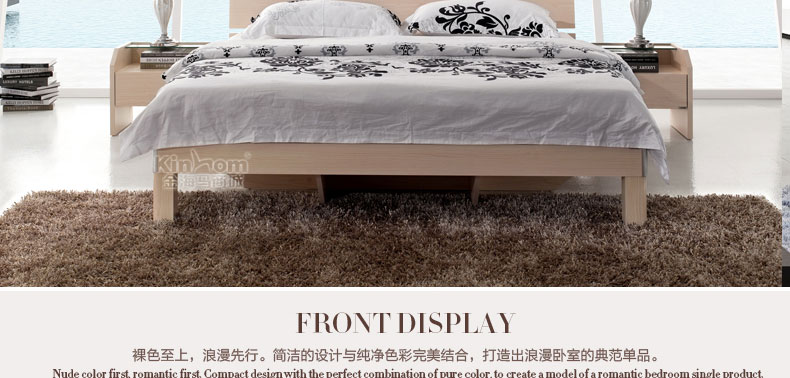 Kinhom
FRONT DISPLAY
裸色至上，浪漫先行。简洁的设计与纯净色彩完美结合，打造出浪漫卧室的典范单品。
Nude color first, romantic first. Compact design with the perfect combination of pure color, to create a model of a romantic bedroom single product.